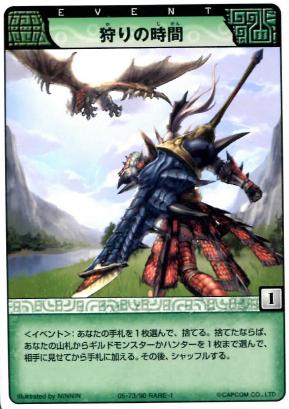 EVENT
かじかん
狩りの時間
I
<イベント>：あなたの手札を1枚選んで、捨てる。捨てたならば、
あなたの山札からギルドモンスターかハンターを1枚まで選んで、
相手に見せてから手札に加える。その後、シャッフルする。
Illustrated by NINNIN
05-73/90 RARE-1
©CAPCOM CO., LTD